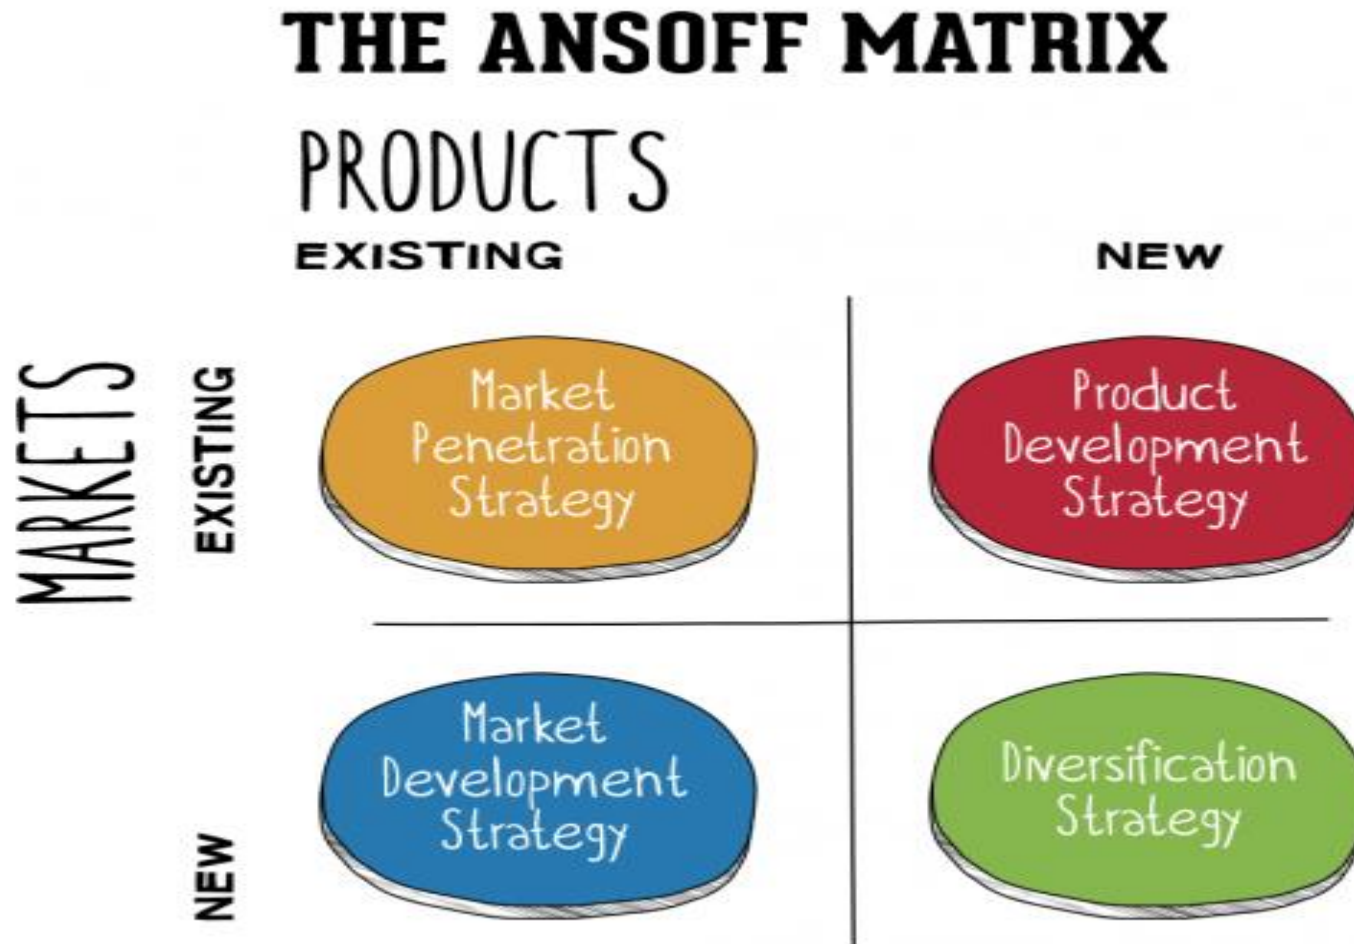 THE ANSOFF MATRIX
PRODUCTS
EXISTING
NEW
MARKETS
EXISTING
Market
Penetration
Strategy
Product
Development
Strategy
NEW
Market
Development
Strategy
Diversification
Strategy